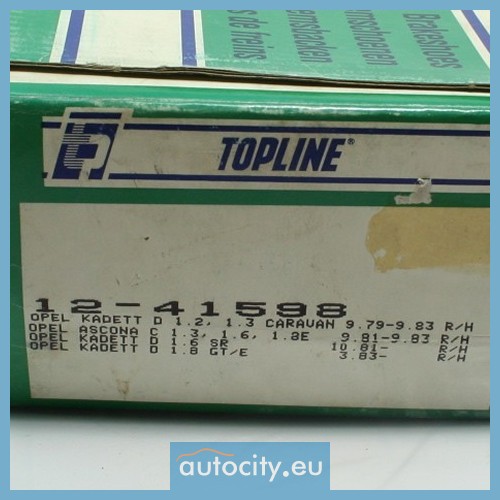 s de freins
Remsschoenen
Brakeshoes
TOPLINE®
12-41598
OPEL KADETT D 1.2, 1.3 CARAVAN 9.79-9.83 R/H
OPEL ASCONA C 1.3, 1.6, 1.8E 9.81-9.83 R/H
OPEL KADETT D 1.6 SR 10.81- R/H
OPEL KADETT D 1.8 GT/E 3.83- R/H
autocity.eu